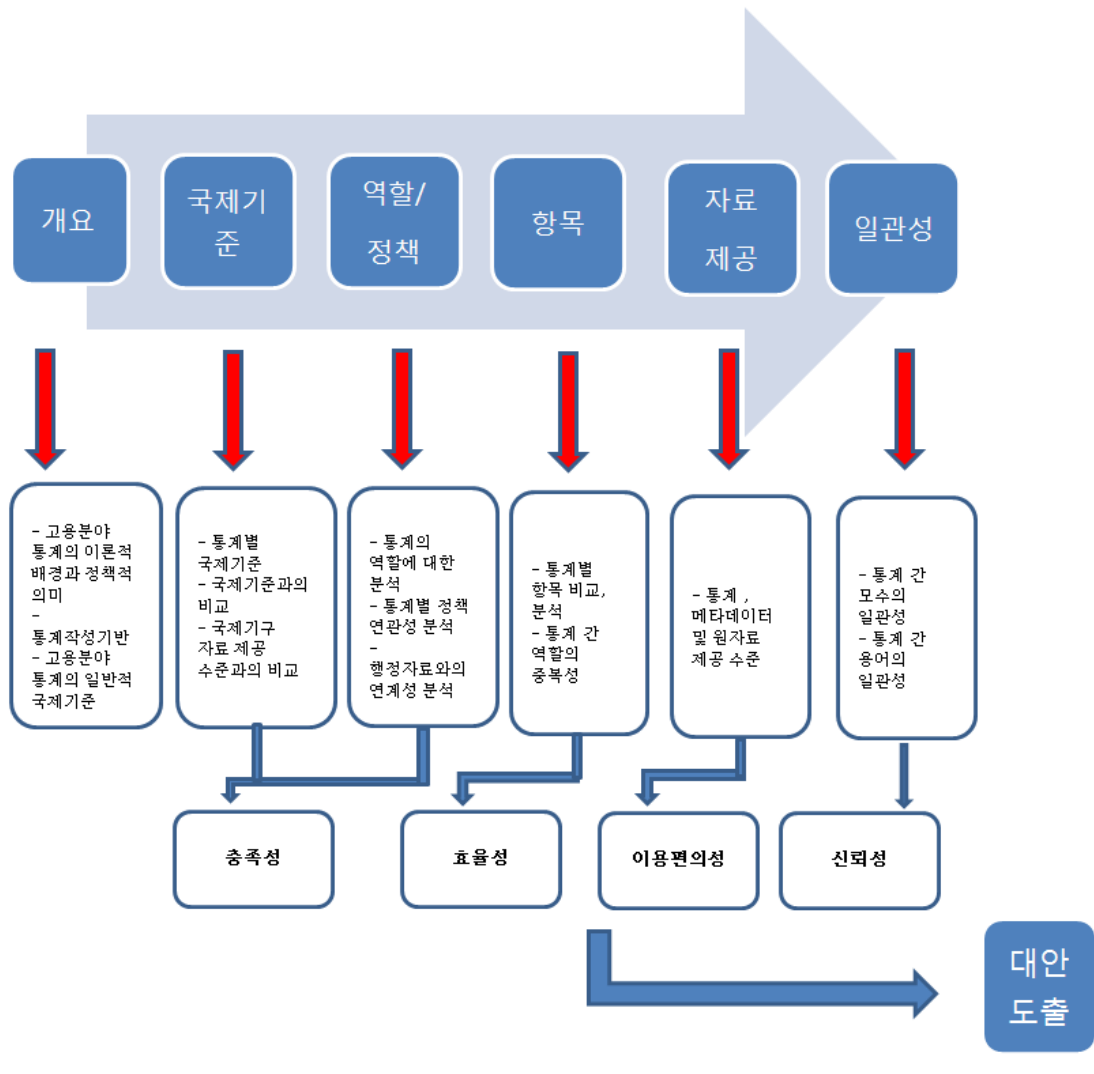 개요
국제기
준
역할/
정책
항목
자료
제공
일관성
- 고용분야
통계의 이론적
배경과 정책적
의미
-
통계작성기반
- 고용분야
통계의 일반적
국제기준
- 통계별
국제기준
- 국제기준과의
비교
- 국제기구
자료 제공
수준과의 비교
- 통계의
역할에 대한
분석
- 통계별 정책
연관성 분석
-
행정자료와의
연계성 분석
- 통계별
항목 비교,
분석
- 통계 간
역할의
중복성
- 통계 ,
메타데이터
및 원자료
제공 수준
- 통계 간
모수의
일관성
- 통계 간
용어의
일관성
충족성
효율성
이용편의성
신뢰성
대안
도출